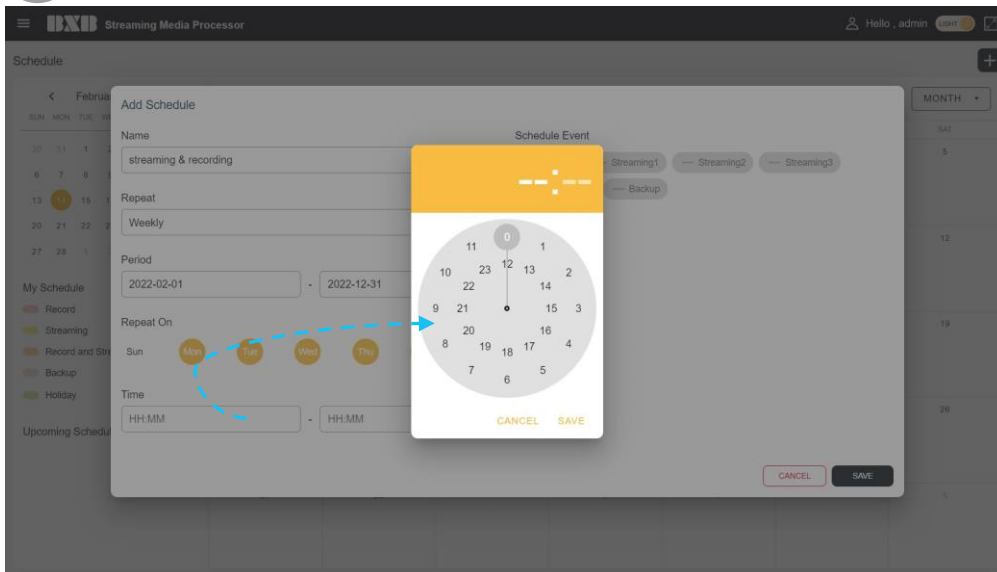 BXB Streaming Media Processor
Hello , admin
LIGHT
Schedule
Februa
MONTH
SUN MON TUE
SAT
30 31 1
5
6 7 8
13 14 15
12
20 21 22
27 28 1
19
26
5
My Schedule
Record
Streaming
Record and Stre
Backup
Holiday
Upcoming Schedul
Add Schedule
Name
Schedule Event
streaming & recording
Streaming1
Streaming2
Streaming3
Backup
Repeat
Weekly
Period
2022-02-01 - 2022-12-31
Repeat On
Sun Mon Tue Wed Thu
Time
HH:MM - HH:MM
CANCEL SAVE
--:--
0
11 1
12
23 13
10 2
22 14
9 21 15 3
20 16
8 4
19 17
18
7 5
6
CANCEL SAVE